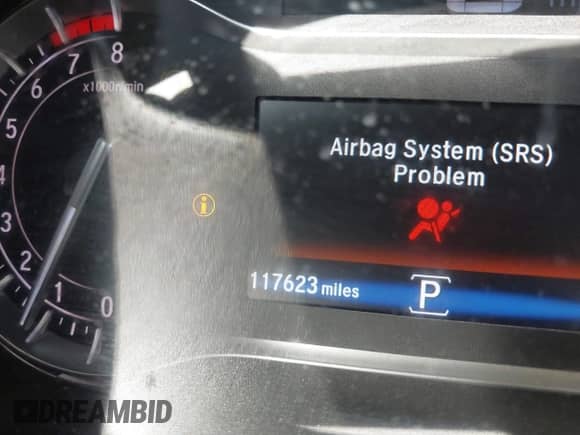 8
7
6
5
4
3
2
1
0
x1000r/min
Airbag System (SRS)
Problem
i
117623 miles
P
DREAMBID